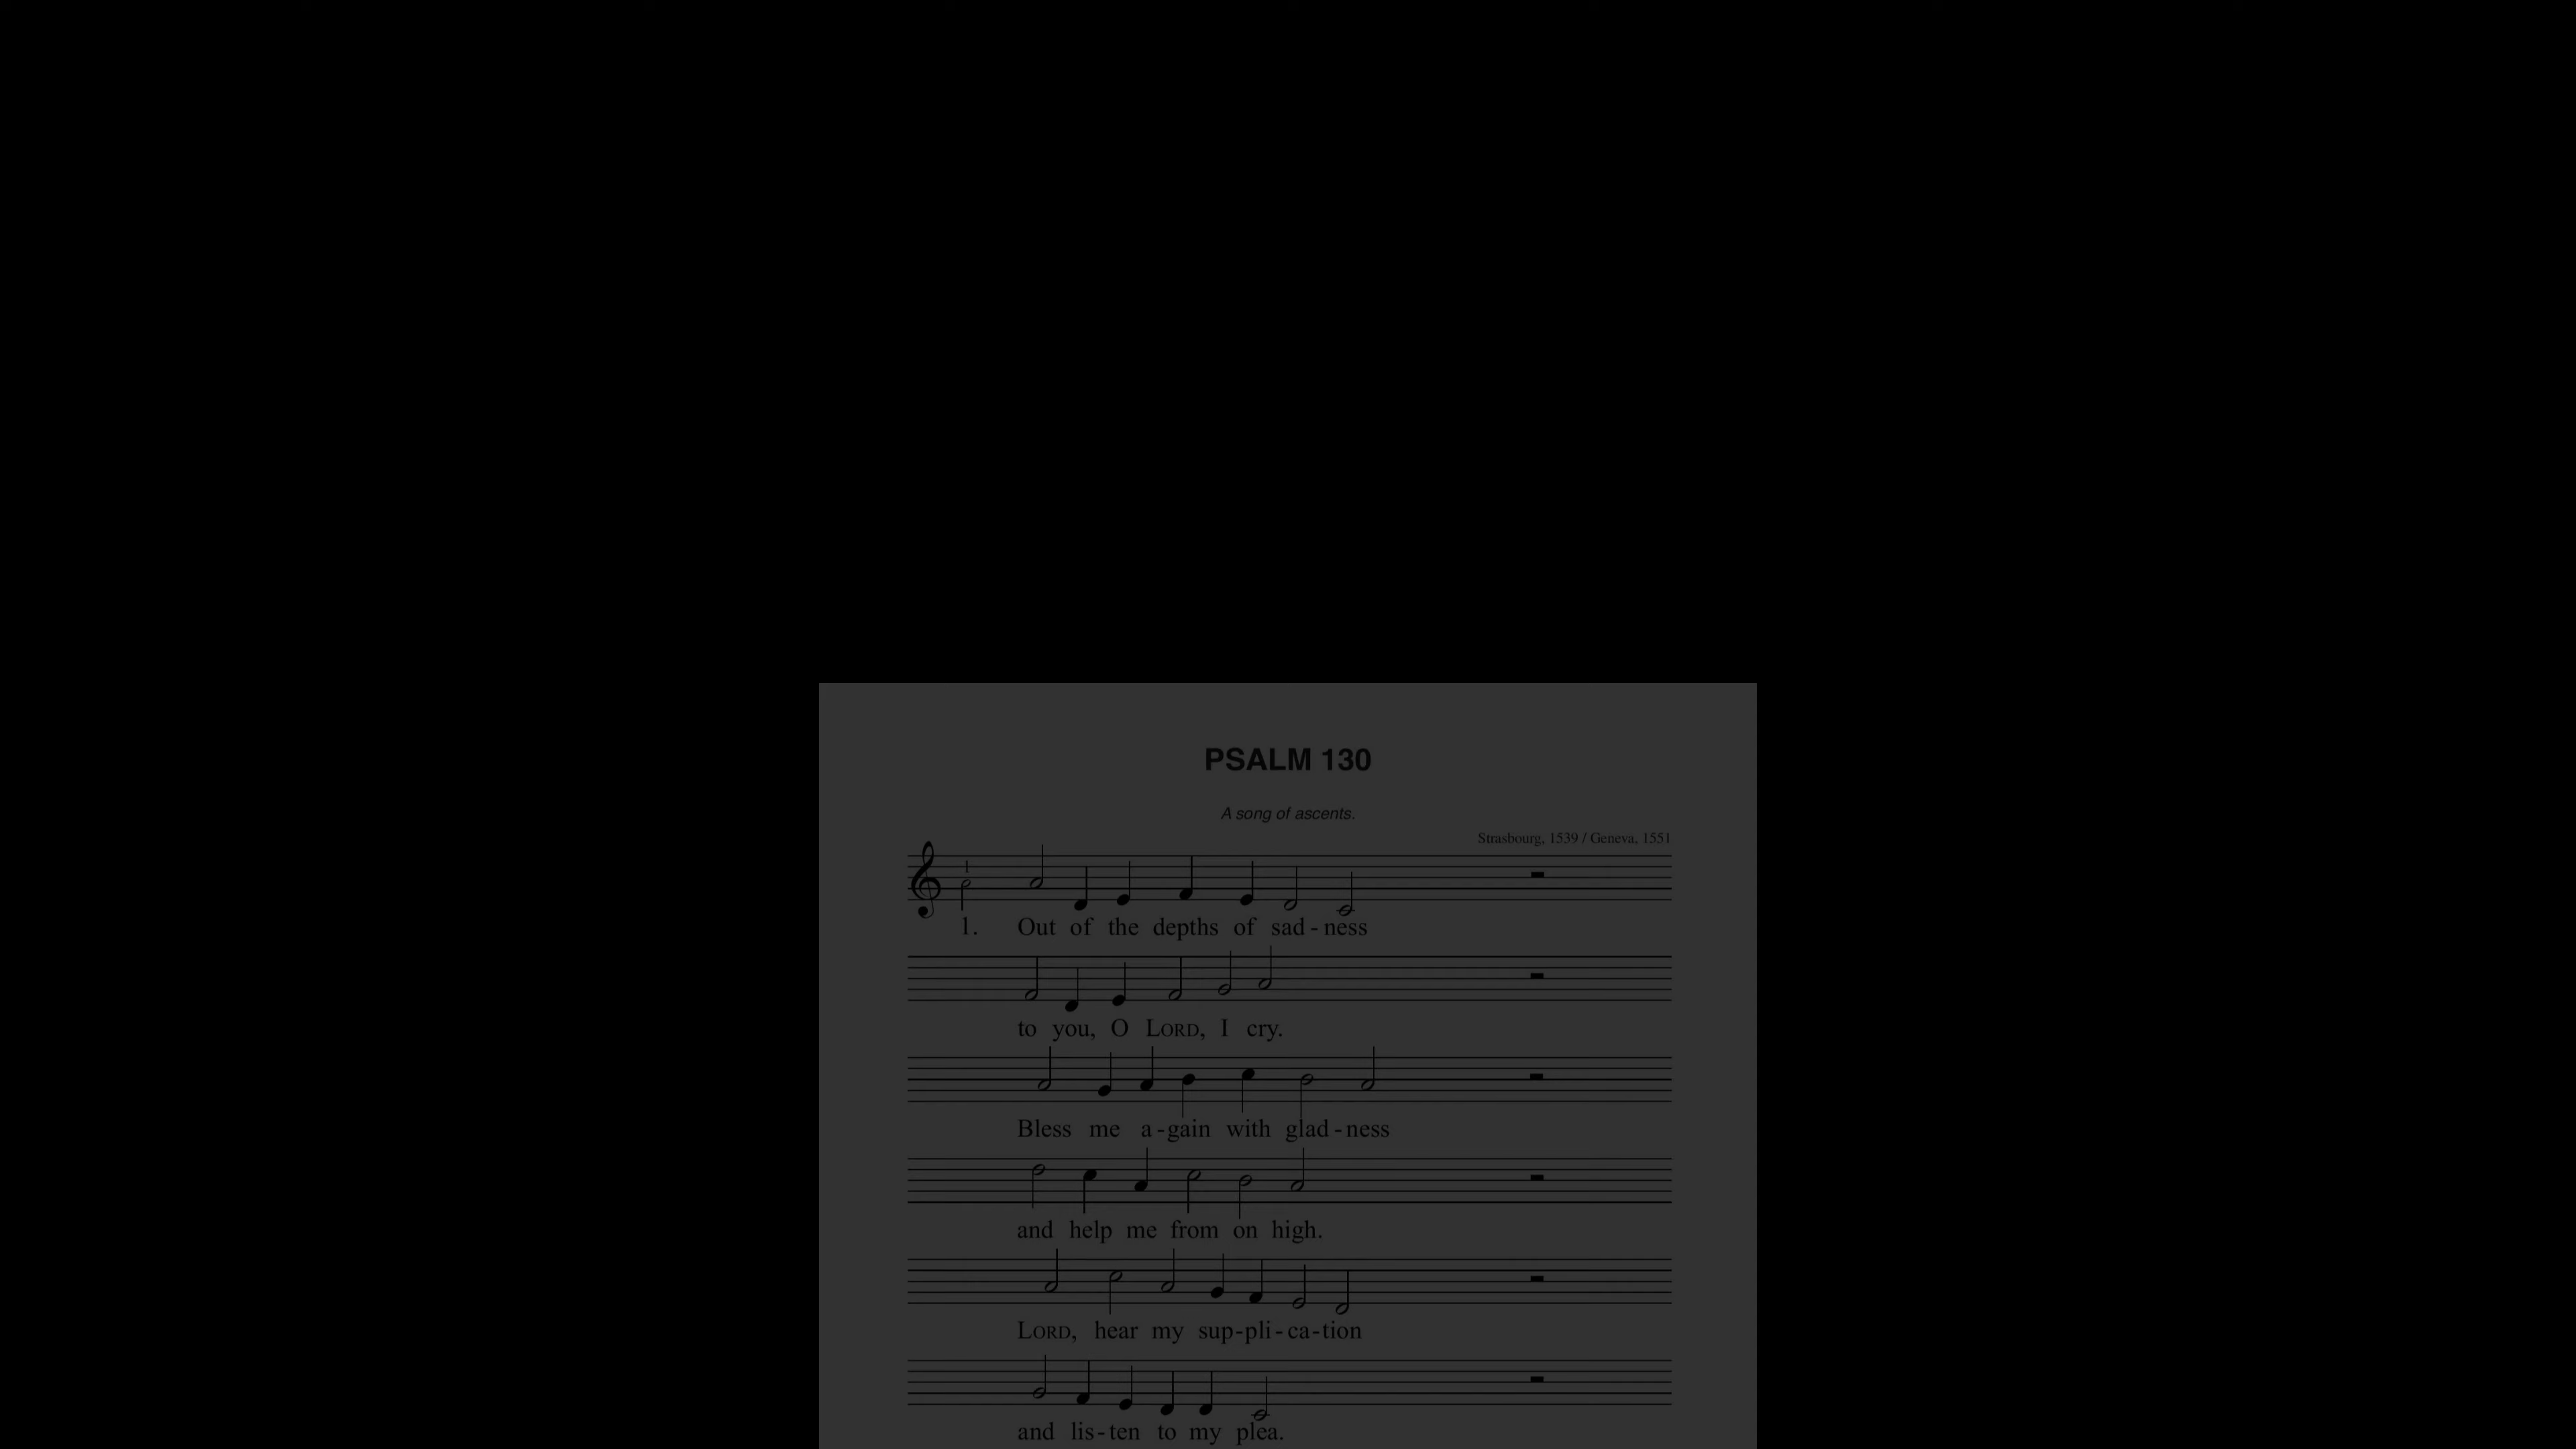 PSALM 130
A song of ascents.
Strasbourg, 1539 / Geneva, 1551
1
1. Out of the depths of sad - ness
to you, O LORD, I cry.
Bless me a - gain with glad - ness
and help me from on high.
LORD, hear my sup - pli - ca - tion
and lis - ten to my plea.